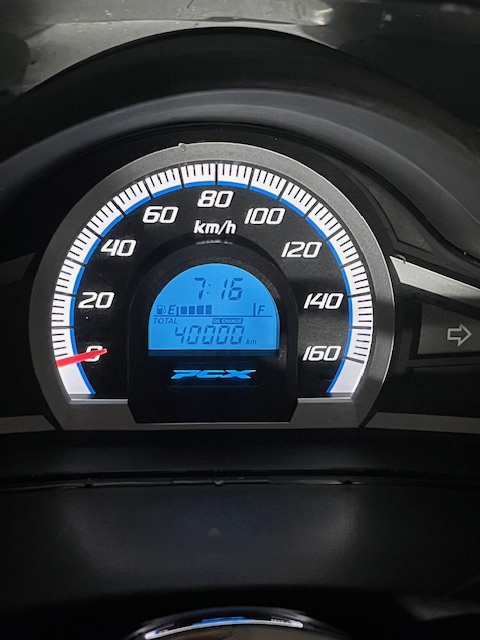 80
60 km/h 100
40 120
7:16
20 E F 140
TOTAL OIL CHANGE
40000 km
0 160
PCX